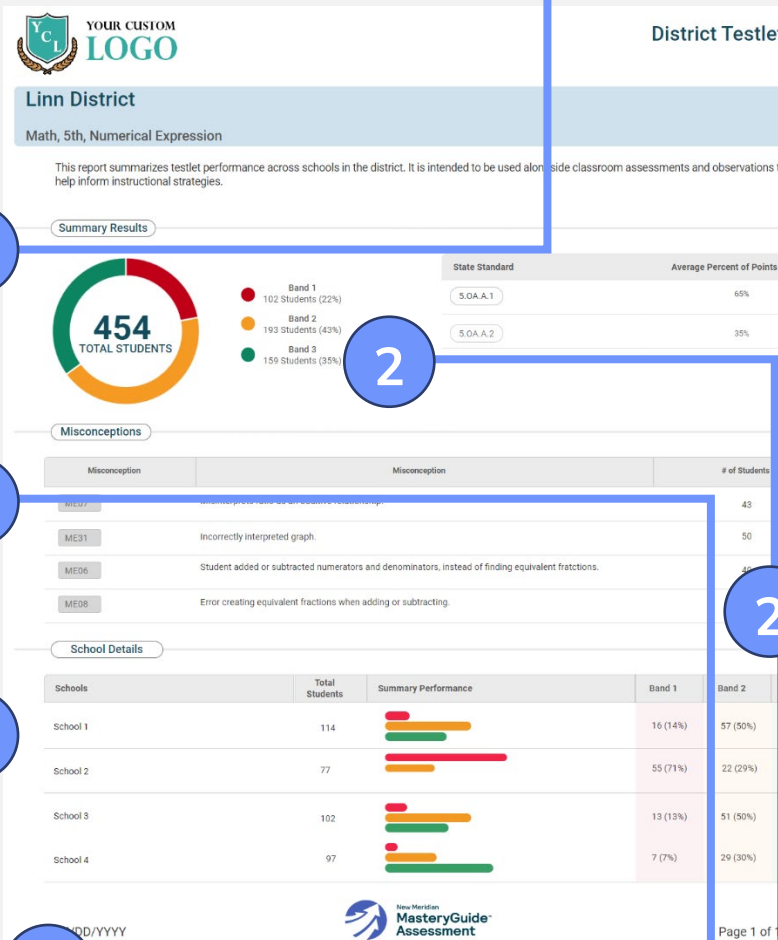 YOUR CUSTOM
LOGO
YCL
District Testlet
Linn District
Math, 5th, Numerical Expression
This report summarizes testlet performance across schools in the district. It is intended to be used alongside classroom assessments and observations
help inform instructional strategies.
Summary Results
454
TOTAL STUDENTS
Band 1
102 Students (22%)
Band 2
193 Students (43%)
Band 3
159 Students (35%)
2
State Standard Average Percent of Points
5.OA.A.1 65%
5.OA.A.2 35%
Misconceptions
Misconception Misconception # of Students
43
ME31 Incorrectly interpreted graph. 50
ME06 Student added or subtracted numerators and denominators, instead of finding equivalent fratctions.
ME08 Error creating equivalent fractions when adding or subtracting.
2
School Details
Schools Total Students Summary Performance Band 1 Band 2
School 1 114 16 (14%) 57 (50%)
School 2 77 55 (71%) 22 (29%)
School 3 102 13 (13%) 51 (50%)
School 4 97 7 (7%) 29 (30%)
/DD/YYYY
New Meridian
MasteryGuide
Assessment
Page 1 of 1